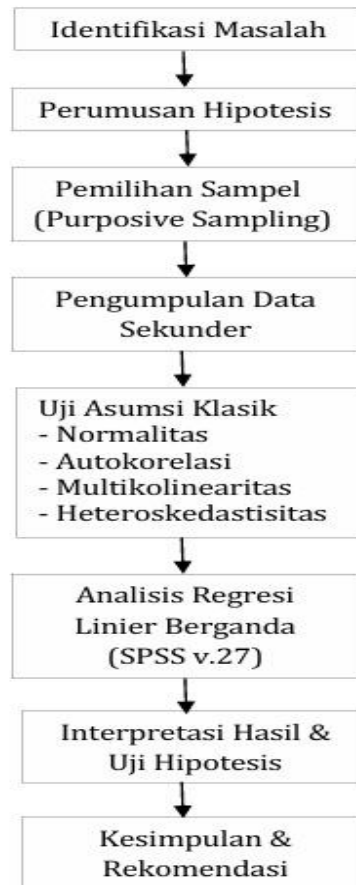 Identifikasi Masalah
Perumusan Hipotesis
Pemilihan Sampel
(Purposive Sampling)
Pengumpulan Data
Sekunder
Uji Asumsi Klasik
- Normalitas
- Autokorelasi
- Multikolinearitas
- Heteroskedastisitas
Analisis Regresi
Linier Berganda
(SPSS v.27)
Interpretasi Hasil &
Uji Hipotesis
Kesimpulan &
Rekomendasi